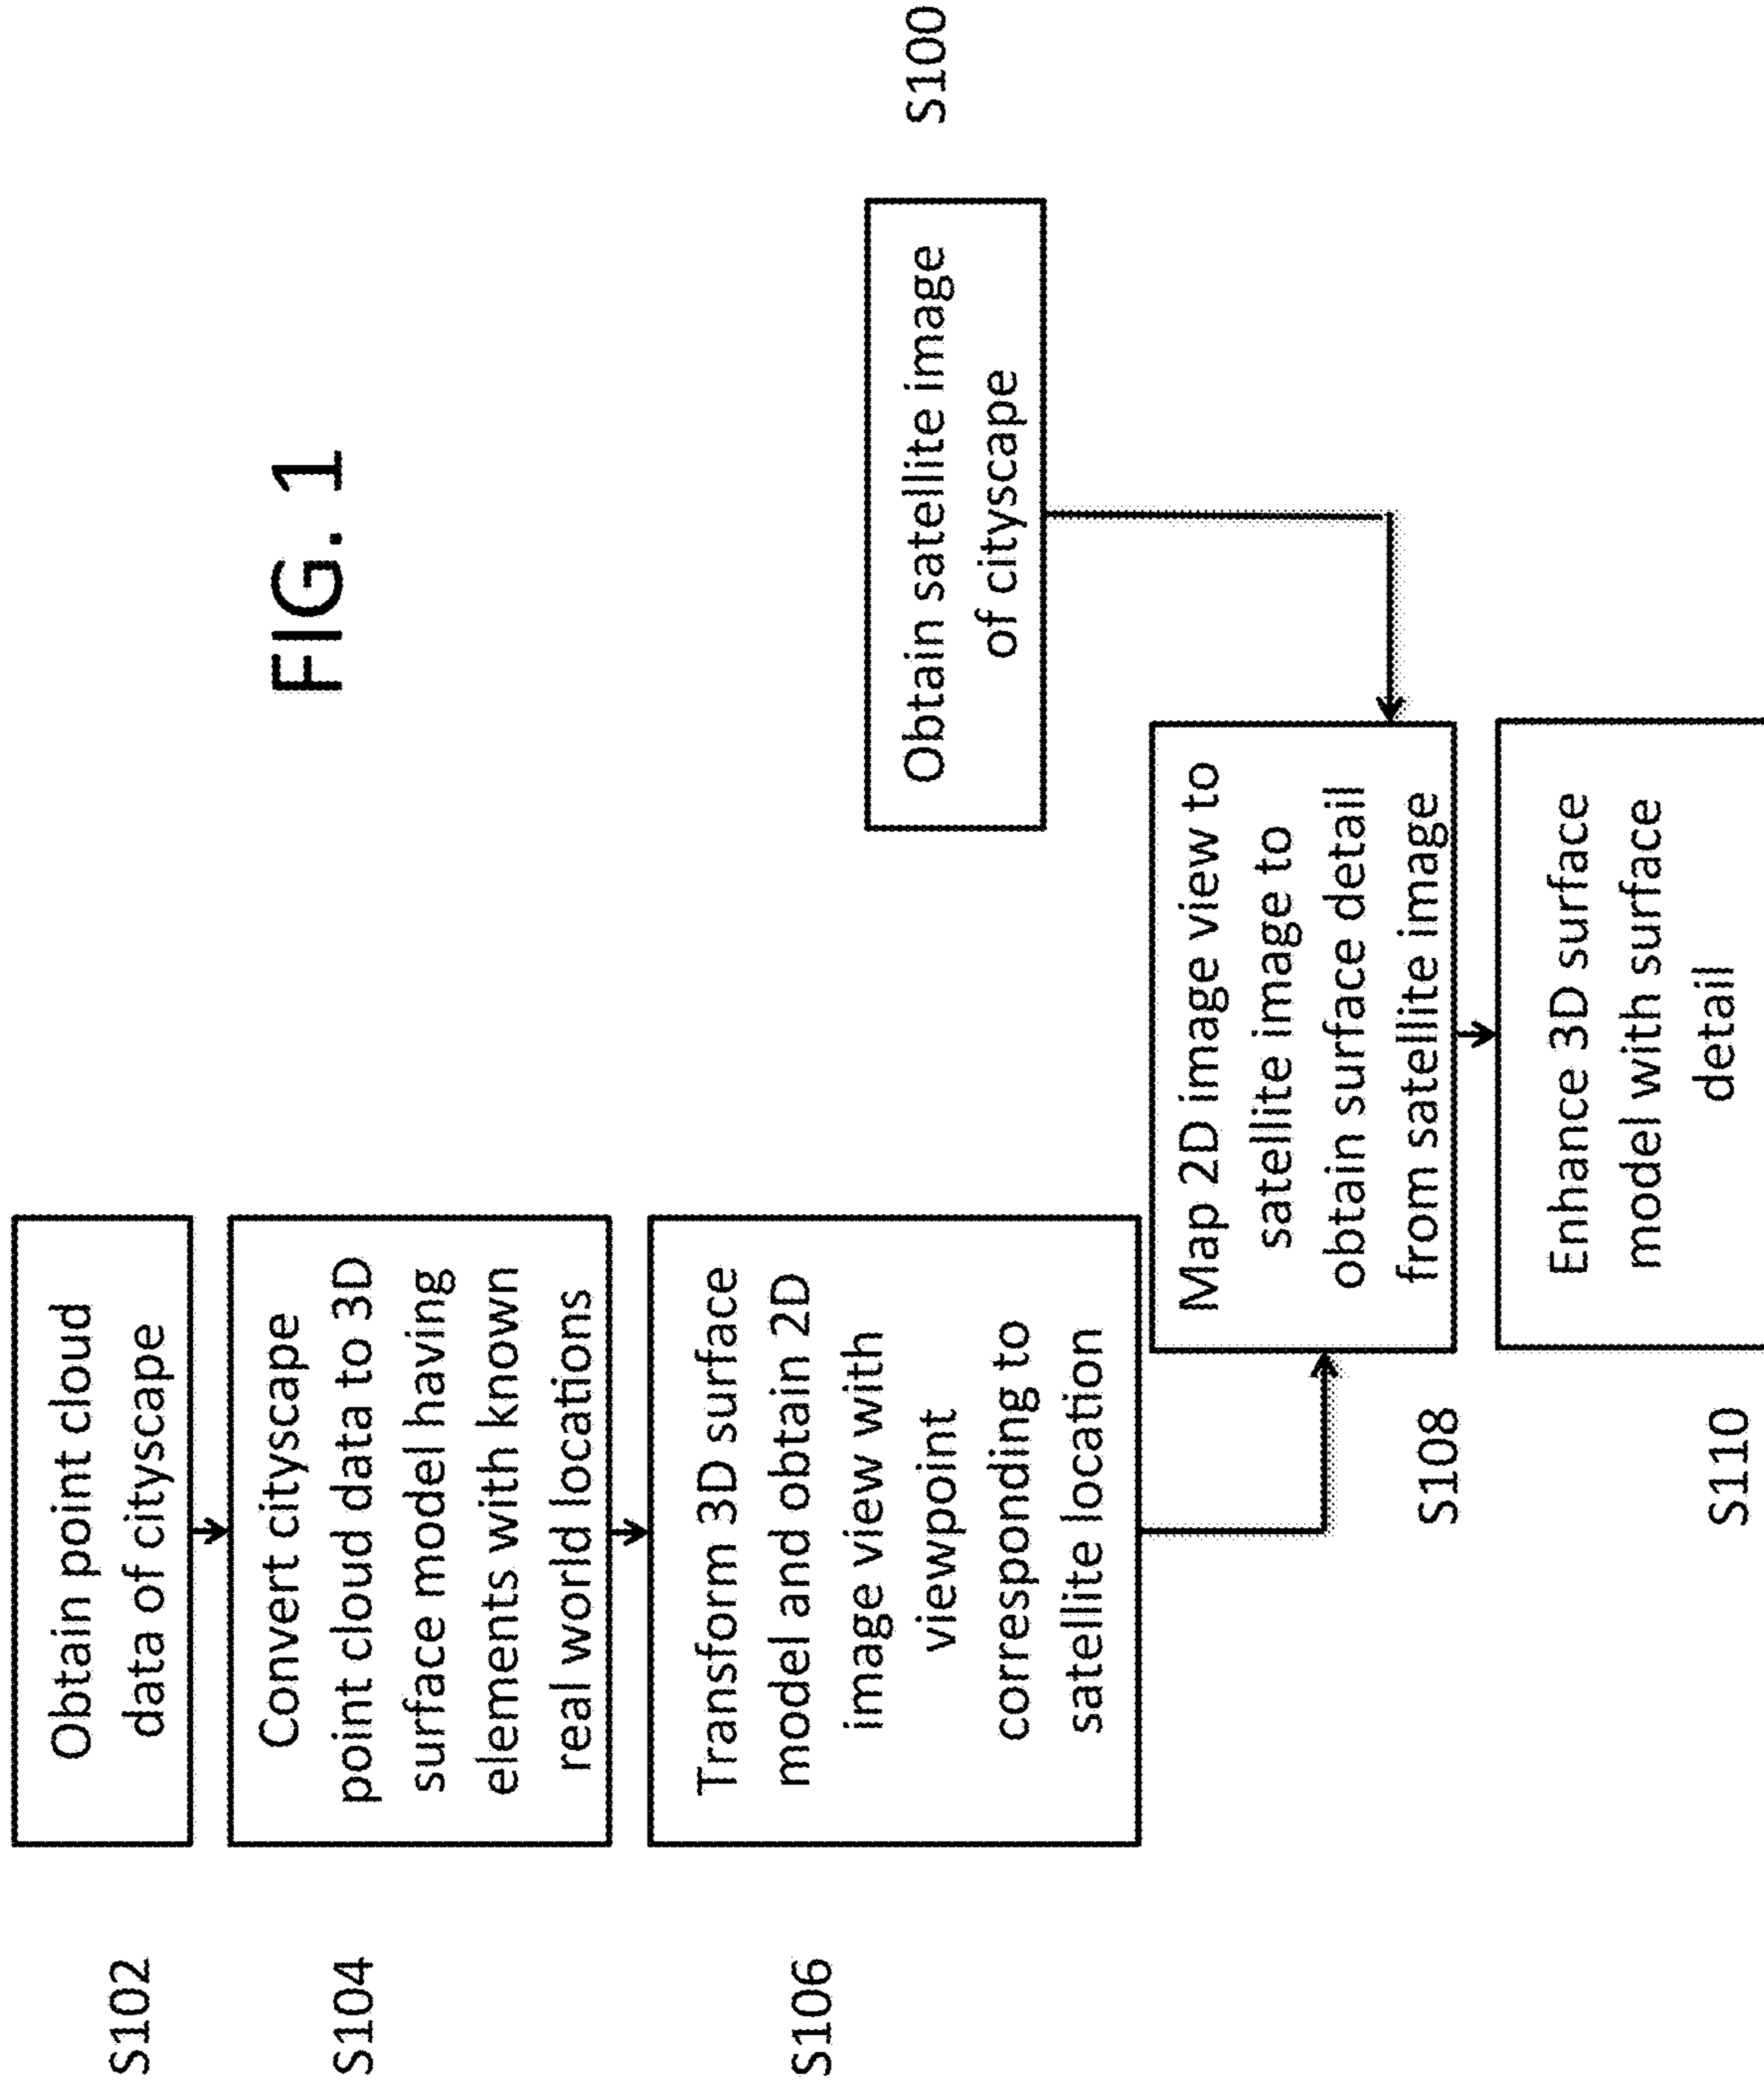 FIG. 1
S102
Obtain point cloud
data of cityscape
S104
Convert cityscape
point cloud data to 3D
surface model having
elements with known
real world locations
S106
Transform 3D surface
model and obtain 2D
image view with
viewpoint
corresponding to
satellite location
Obtain satellite image
of cityscape
S100
S108
Map 2D image view to
satellite image to
obtain surface detail
from satellite image
S110
Enhance 3D surface
model with surface
detail